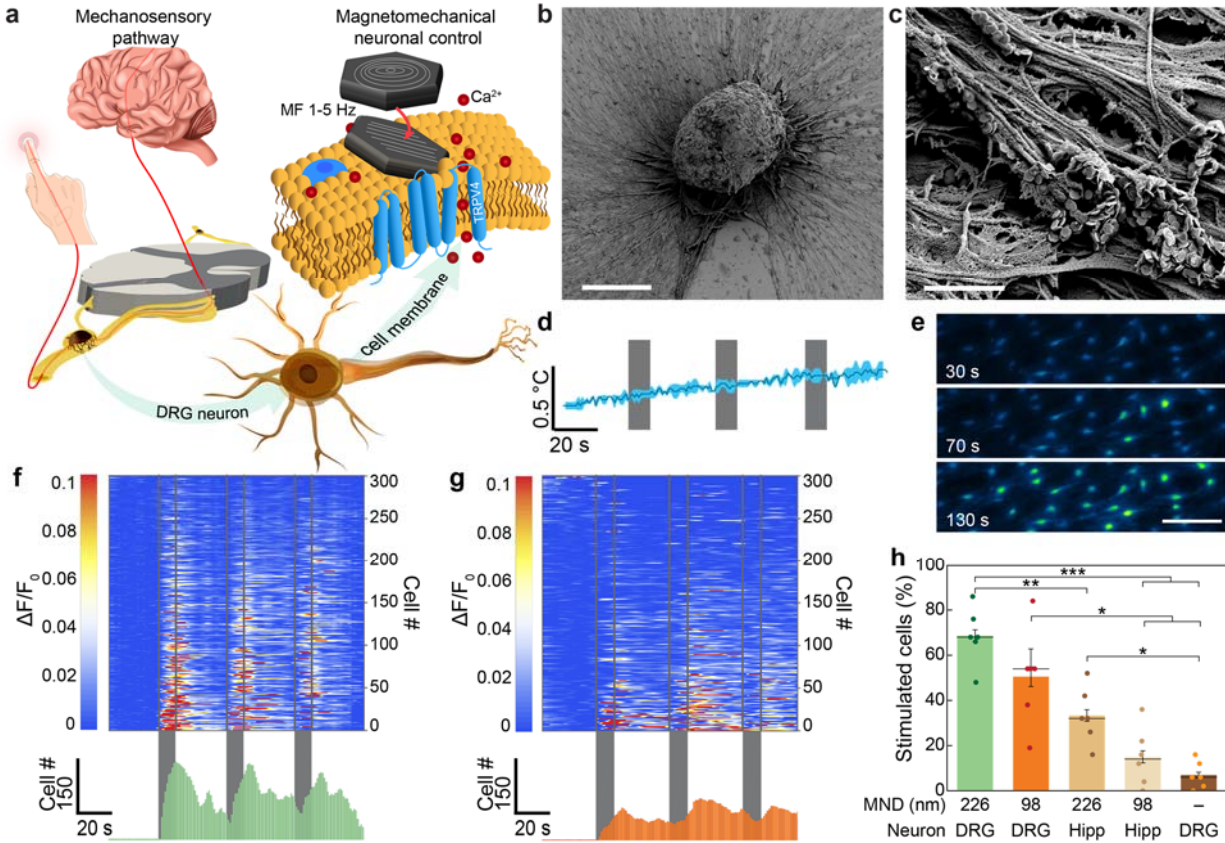 a
Mechanosensory
pathway
Magnetomechanical
neuronal control
MF 1-5 Hz
Ca²⁺
TRPV4
cell membrane
DRG neuron
b
c
d
0.5 °C
20 s
e
30 s
70 s
130 s
f
0.1
0.08
0.06
0.04
0.02
0
ΔF/F₀
300
250
200
150
100
50
0
Cell #
Cell #
150
20 s
g
0.1
0.08
0.06
0.04
0.02
0
ΔF/F₀
300
250
200
150
100
50
0
Cell #
Cell #
150
20 s
h
Stimulated cells (%)
100
80
60
40
20
0
***
**
*
*
MND (nm) 226 98 226 98 –
Neuron DRG DRG Hipp Hipp DRG